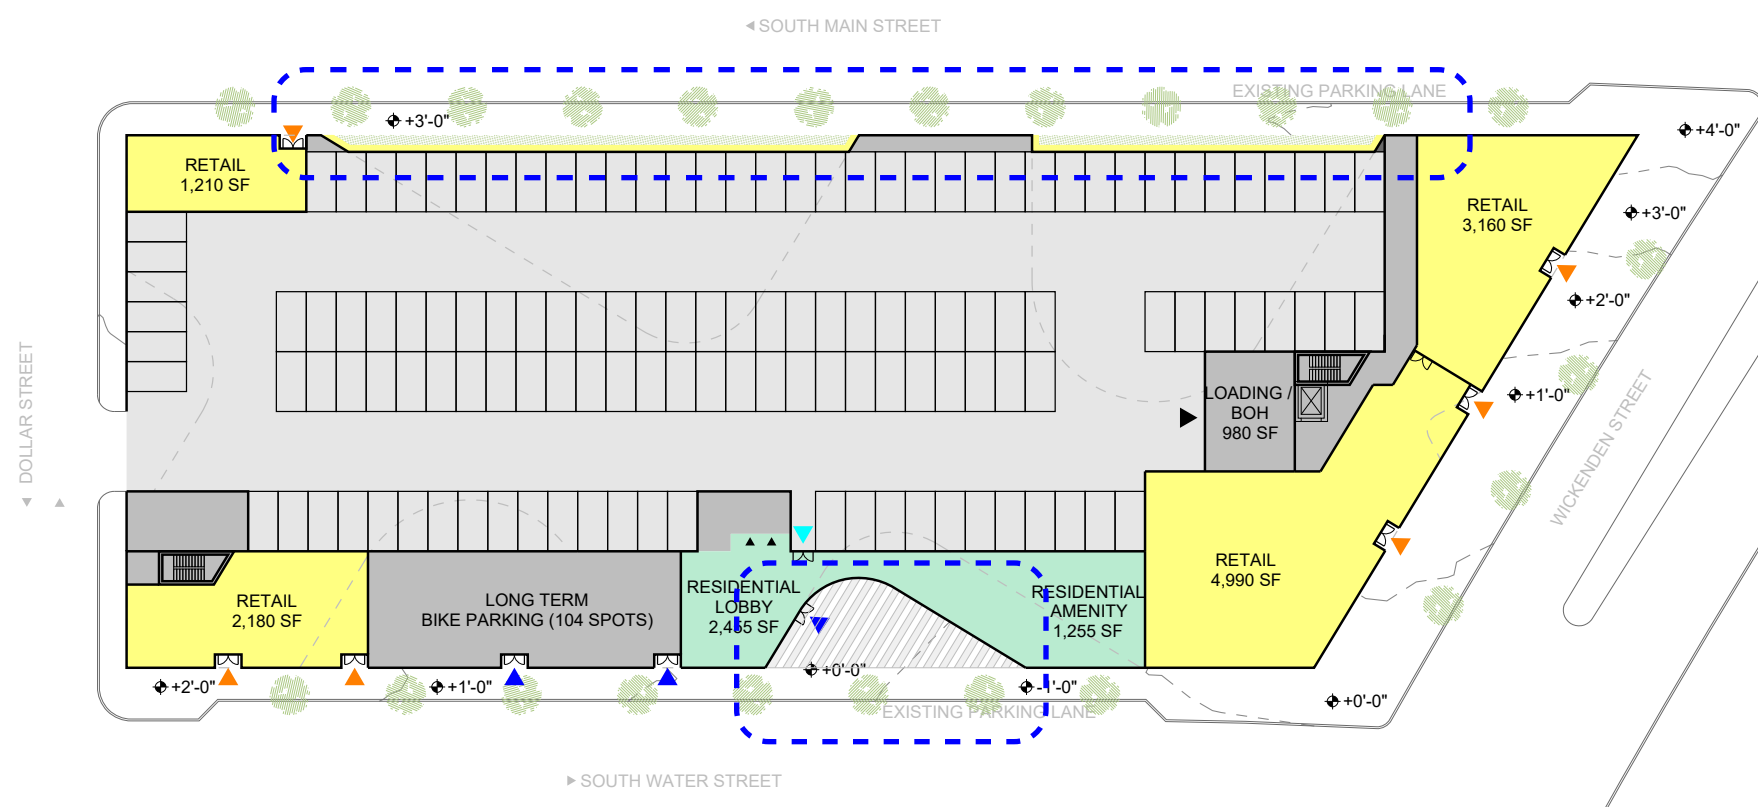 SOUTH MAIN STREET
EXISTING PARKING LANE
+3'-0"
+4'-0"
RETAIL
1,210 SF
RETAIL
3,160 SF
+3'-0"
+2'-0"
DOLLAR STREET
LOADING /
BOH
980 SF
+1'-0"
WICKENDEN STREET
RETAIL
4,990 SF
RETAIL
2,180 SF
LONG TERM
BIKE PARKING (104 SPOTS)
RESIDENTIAL
LOBBY
2,465 SF
RESIDENTIAL
AMENITY
1,255 SF
+0'-0"
+2'-0"
+1'-0"
-1'-0"
+0'-0"
EXISTING PARKING LANE
SOUTH WATER STREET